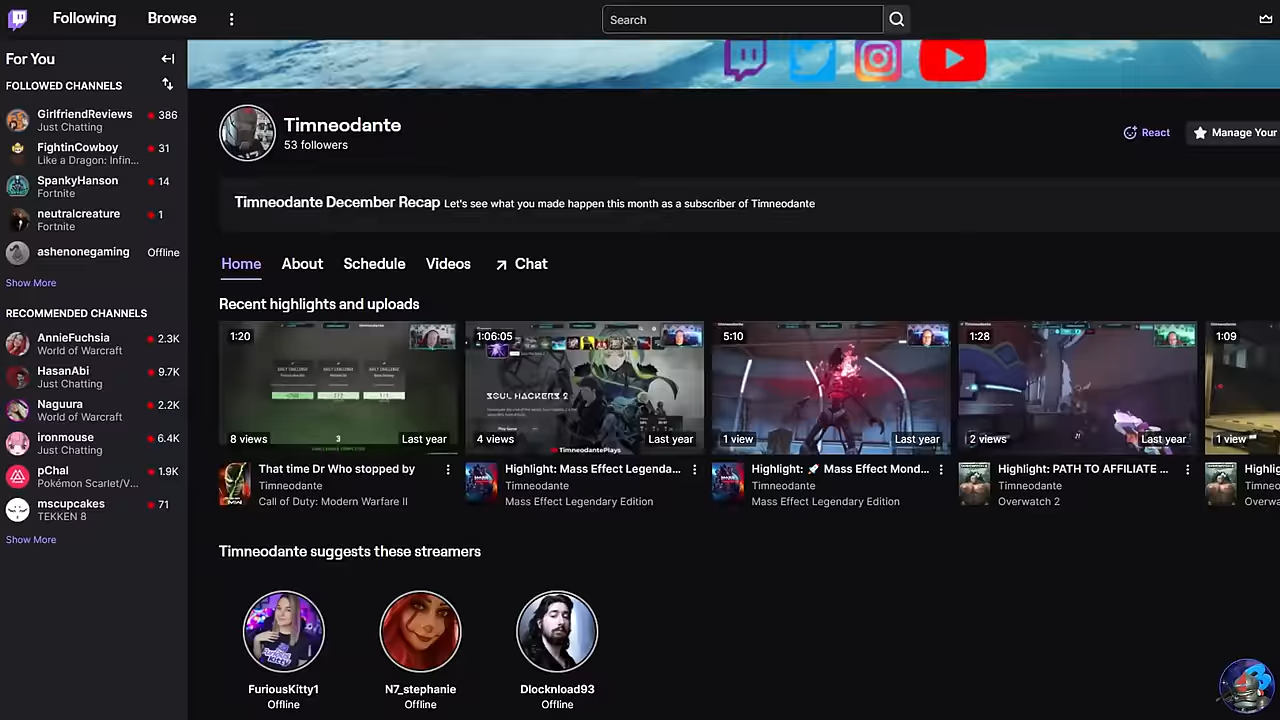 Following
Browse
Search
For You
FOLLOWED CHANNELS
GirlfriendReviews
386
Just Chatting
FightinCowboy
31
Like a Dragon: Infin...
SpankyHanson
14
Fortnite
neutralcreature
1
Fortnite
ashenonegaming
Offline
Show More
RECOMMENDED CHANNELS
AnnieFuchsia
2.3K
World of Warcraft
HasanAbi
9.7K
Just Chatting
Naguura
2.2K
World of Warcraft
ironmouse
6.4K
Just Chatting
pChal
1.9K
Pokémon Scarlet/V...
mscupcakes
71
TEKKEN 8
Show More
Timneodante
53 followers
React
Manage Your
Timneodante December Recap Let's see what you made happen this month as a subscriber of Timneodante
Home
About
Schedule
Videos
Chat
Recent highlights and uploads
1:20
8 views
Last year
That time Dr Who stopped by
Timneodante
Call of Duty: Modern Warfare II
1:06:05
SOUL HACKERS 2
TimneodantePlays
4 views
Last year
Highlight: Mass Effect Legenda...
Timneodante
Mass Effect Legendary Edition
5:10
1 view
Last year
Highlight: 🚀 Mass Effect Mond...
Timneodante
Mass Effect Legendary Edition
1:28
2 views
Last year
Highlight: PATH TO AFFILIATE ...
Timneodante
Overwatch 2
1:09
1 view
Highlig
Timneo
Overwa
Timneodante suggests these streamers
FuriousKitty1
Offline
N7_stephanie
Offline
Dlocknload93
Offline